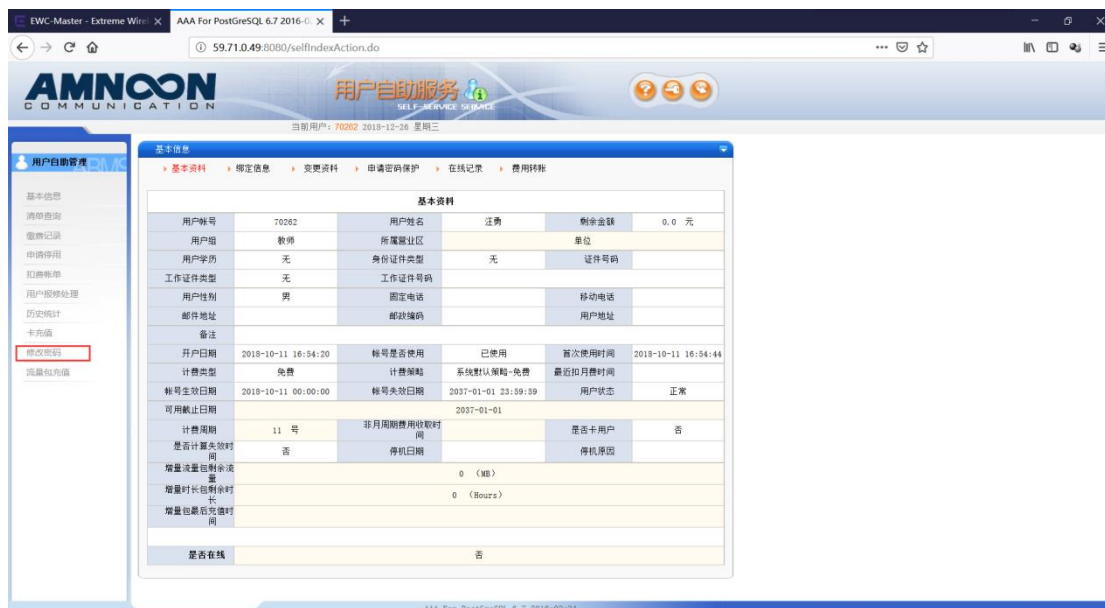 EWC-Master - Extreme Wirel
AAA For PostGreSQL 6.7 2016-0
59.71.0.49:8080/selfIndexAction.do
AMNOON
COMMUNICATION
用户自助服务
SELF-SERVICE SERVICE
当前用户：70262 2018-12-26 星期三
用户自助管理
基本信息
清单查询
缴费记录
申请停用
扣费帐单
用户报修处理
历史统计
卡充值
修改密码
流量包充值
基本信息
基本资料 绑定信息 变更资料 申请密码保护 在线记录 费用转账
基本资料
用户帐号 70262 用户姓名 汪勇 剩余金额 0.0 元
用户组 教师 所属营业区 单位
用户学历 无 身份证件类型 无 证件号码
工作证件类型 无 工作证件号码
用户性别 男 固定电话 移动电话
邮件地址 邮政编码 用户地址
备注
开户日期 2018-10-11 16:54:20 帐号是否使用 已使用 首次使用时间 2018-10-11 16:54:44
计费类型 免费 计费策略 系统默认策略-免费 最近扣月费时间
帐号生效日期 2018-10-11 00:00:00 帐号失效日期 2037-01-01 23:59:59 用户状态 正常
可用截止日期 2037-01-01
计费周期 11 号 非月周期费用收取时间 是否卡用户 否
是否计算失效时间 否 停机日期 停机原因
增量流量包剩余流量 0 （MB）
增量时长包剩余时长 0 （Hours）
增量包最后充值时间
是否在线 否